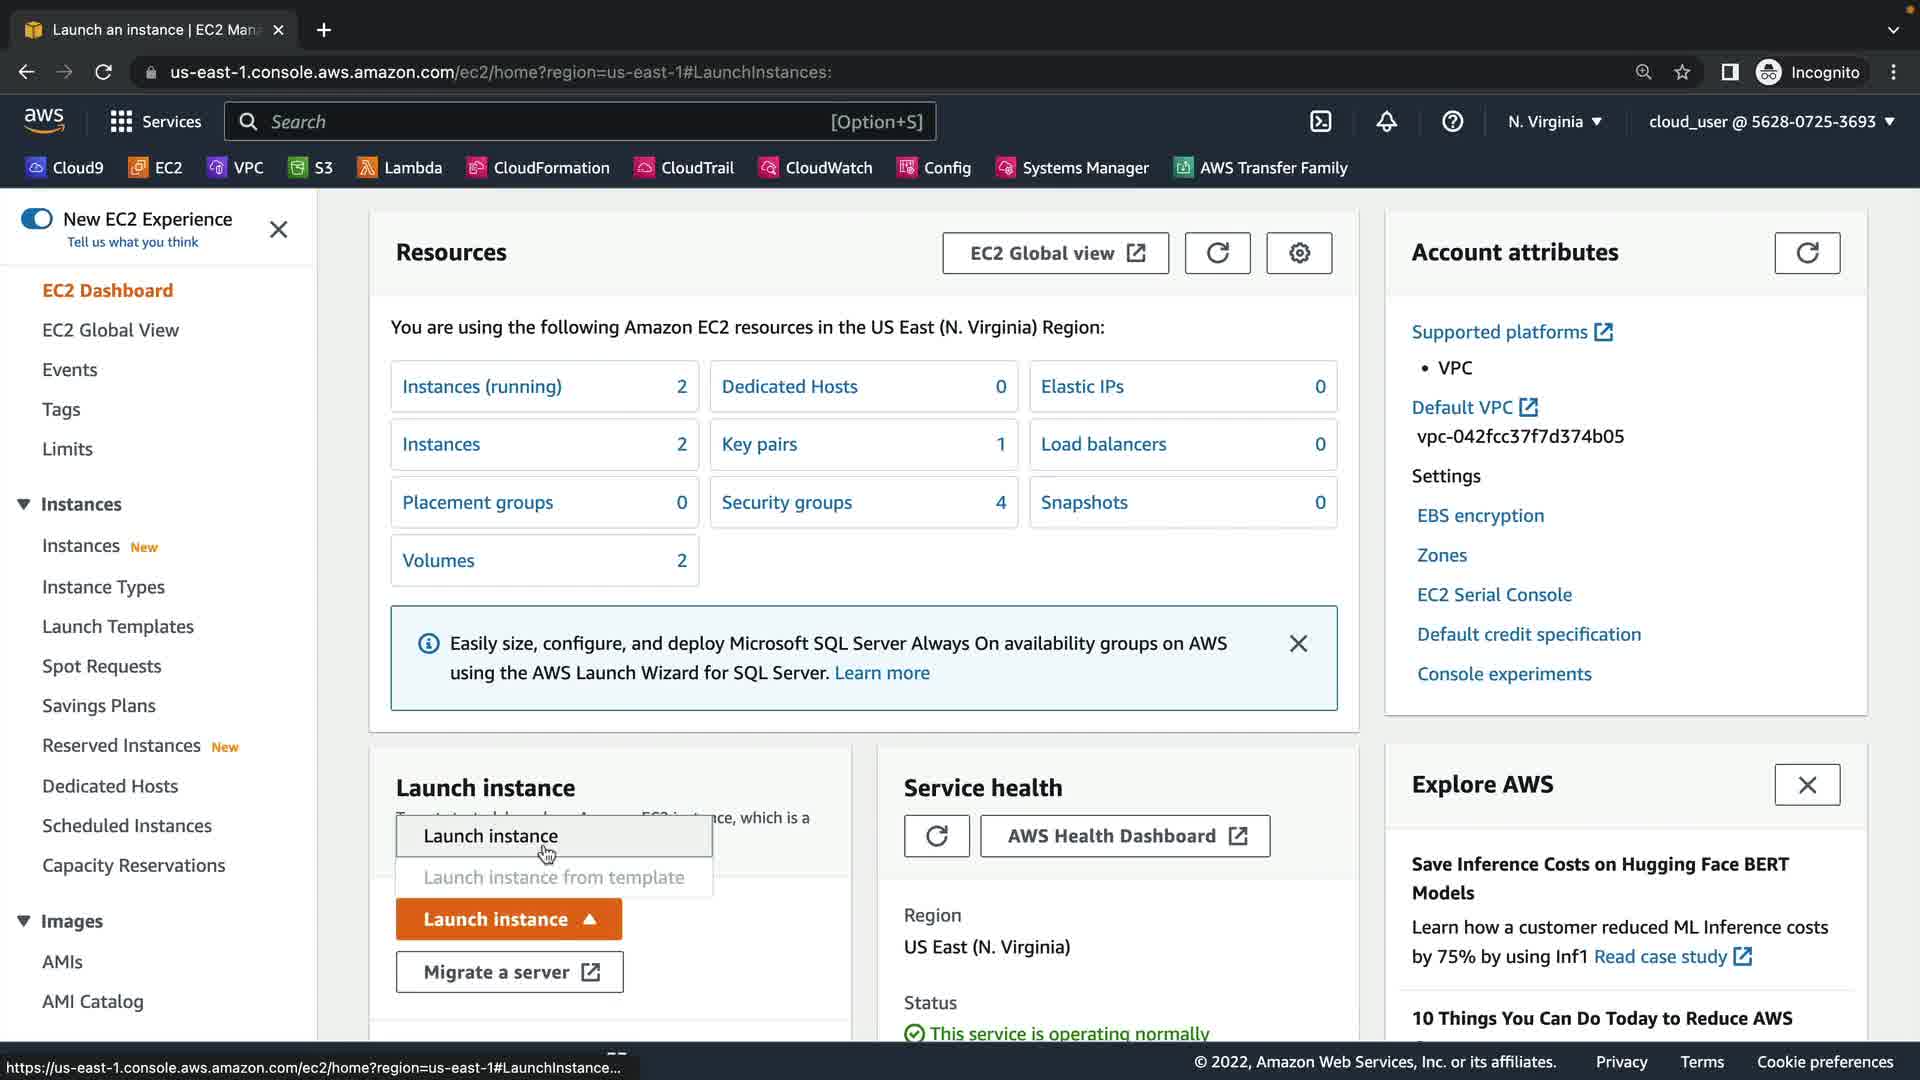 Launch an instance | EC2 Mana
us-east-1.console.aws.amazon.com/ec2/home?region=us-east-1#LaunchInstances:
Incognito
aws
Services
Search
[Option+S]
N. Virginia
cloud_user @ 5628-0725-3693
Cloud9
EC2
VPC
S3
Lambda
CloudFormation
CloudTrail
CloudWatch
Config
Systems Manager
AWS Transfer Family
New EC2 Experience
Tell us what you think
EC2 Dashboard
EC2 Global View
Events
Tags
Limits
Instances
Instances New
Instance Types
Launch Templates
Spot Requests
Savings Plans
Reserved Instances New
Dedicated Hosts
Scheduled Instances
Capacity Reservations
Images
AMIs
AMI Catalog
Resources
EC2 Global view
You are using the following Amazon EC2 resources in the US East (N. Virginia) Region:
Instances (running) 2
Dedicated Hosts 0
Elastic IPs 0
Instances 2
Key pairs 1
Load balancers 0
Placement groups 0
Security groups 4
Snapshots 0
Volumes 2
Easily size, configure, and deploy Microsoft SQL Server Always On availability groups on AWS
using the AWS Launch Wizard for SQL Server. Learn more
Launch instance
which is a
Launch instance
Launch instance from template
Launch instance
Migrate a server
Service health
AWS Health Dashboard
Region
US East (N. Virginia)
Status
This service is operating normally
Account attributes
Supported platforms
• VPC
Default VPC
vpc-042fcc37f7d374b05
Settings
EBS encryption
Zones
EC2 Serial Console
Default credit specification
Console experiments
Explore AWS
Save Inference Costs on Hugging Face BERT
Models
Learn how a customer reduced ML Inference costs
by 75% by using Inf1 Read case study
10 Things You Can Do Today to Reduce AWS
https://us-east-1.console.aws.amazon.com/ec2/home?region=us-east-1#LaunchInstance...
© 2022, Amazon Web Services, Inc. or its affiliates.
Privacy
Terms
Cookie preferences